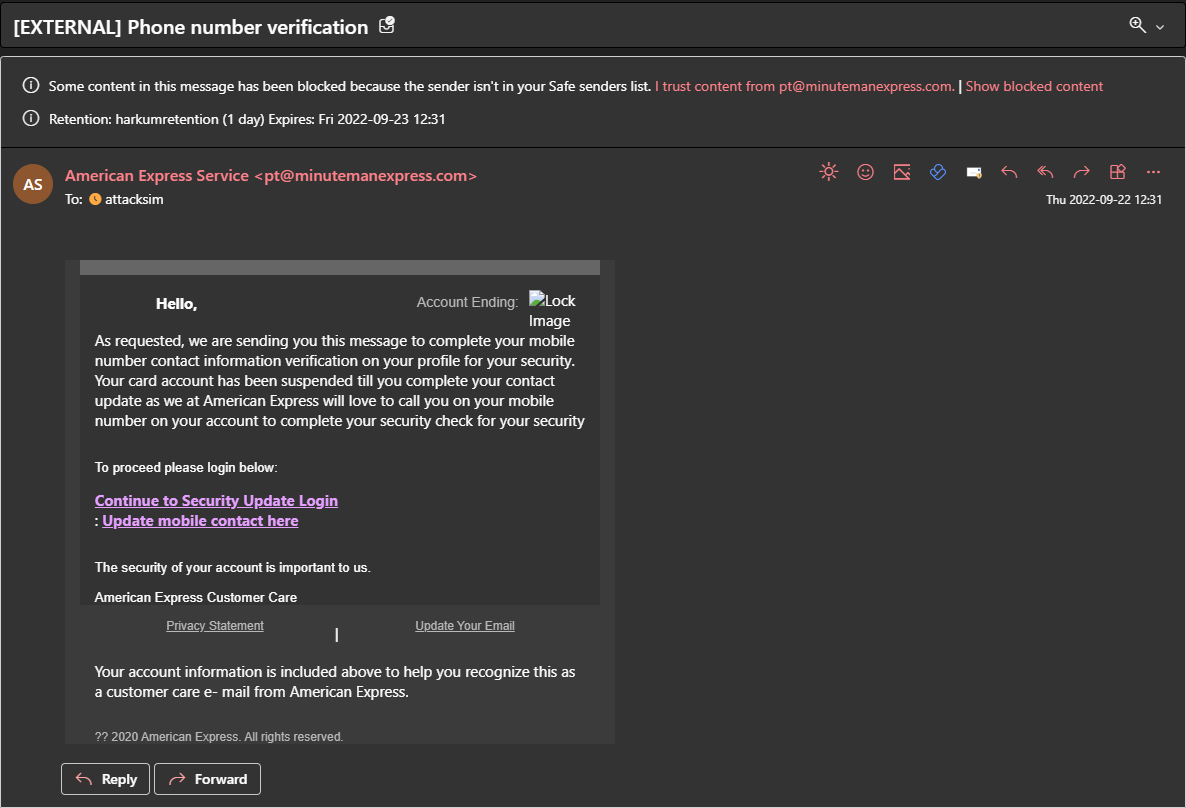 [EXTERNAL] Phone number verification
Some content in this message has been blocked because the sender isn't in your Safe senders list. I trust content from pt@minutemanexpress.com. | Show blocked content
Retention: harkumretention (1 day) Expires: Fri 2022-09-23 12:31
AS
American Express Service <pt@minutemanexpress.com>
To: attacksim
Thu 2022-09-22 12:31
Hello,
Account Ending:
Lock
Image
As requested, we are sending you this message to complete your mobile
number contact information verification on your profile for your security.
Your card account has been suspended till you complete your contact
update as we at American Express will love to call you on your mobile
number on your account to complete your security check for your security
To proceed please login below:
Continue to Security Update Login
: Update mobile contact here
The security of your account is important to us.
American Express Customer Care
Privacy Statement | Update Your Email
Your account information is included above to help you recognize this as
a customer care e- mail from American Express.
?? 2020 American Express. All rights reserved.
Reply
Forward